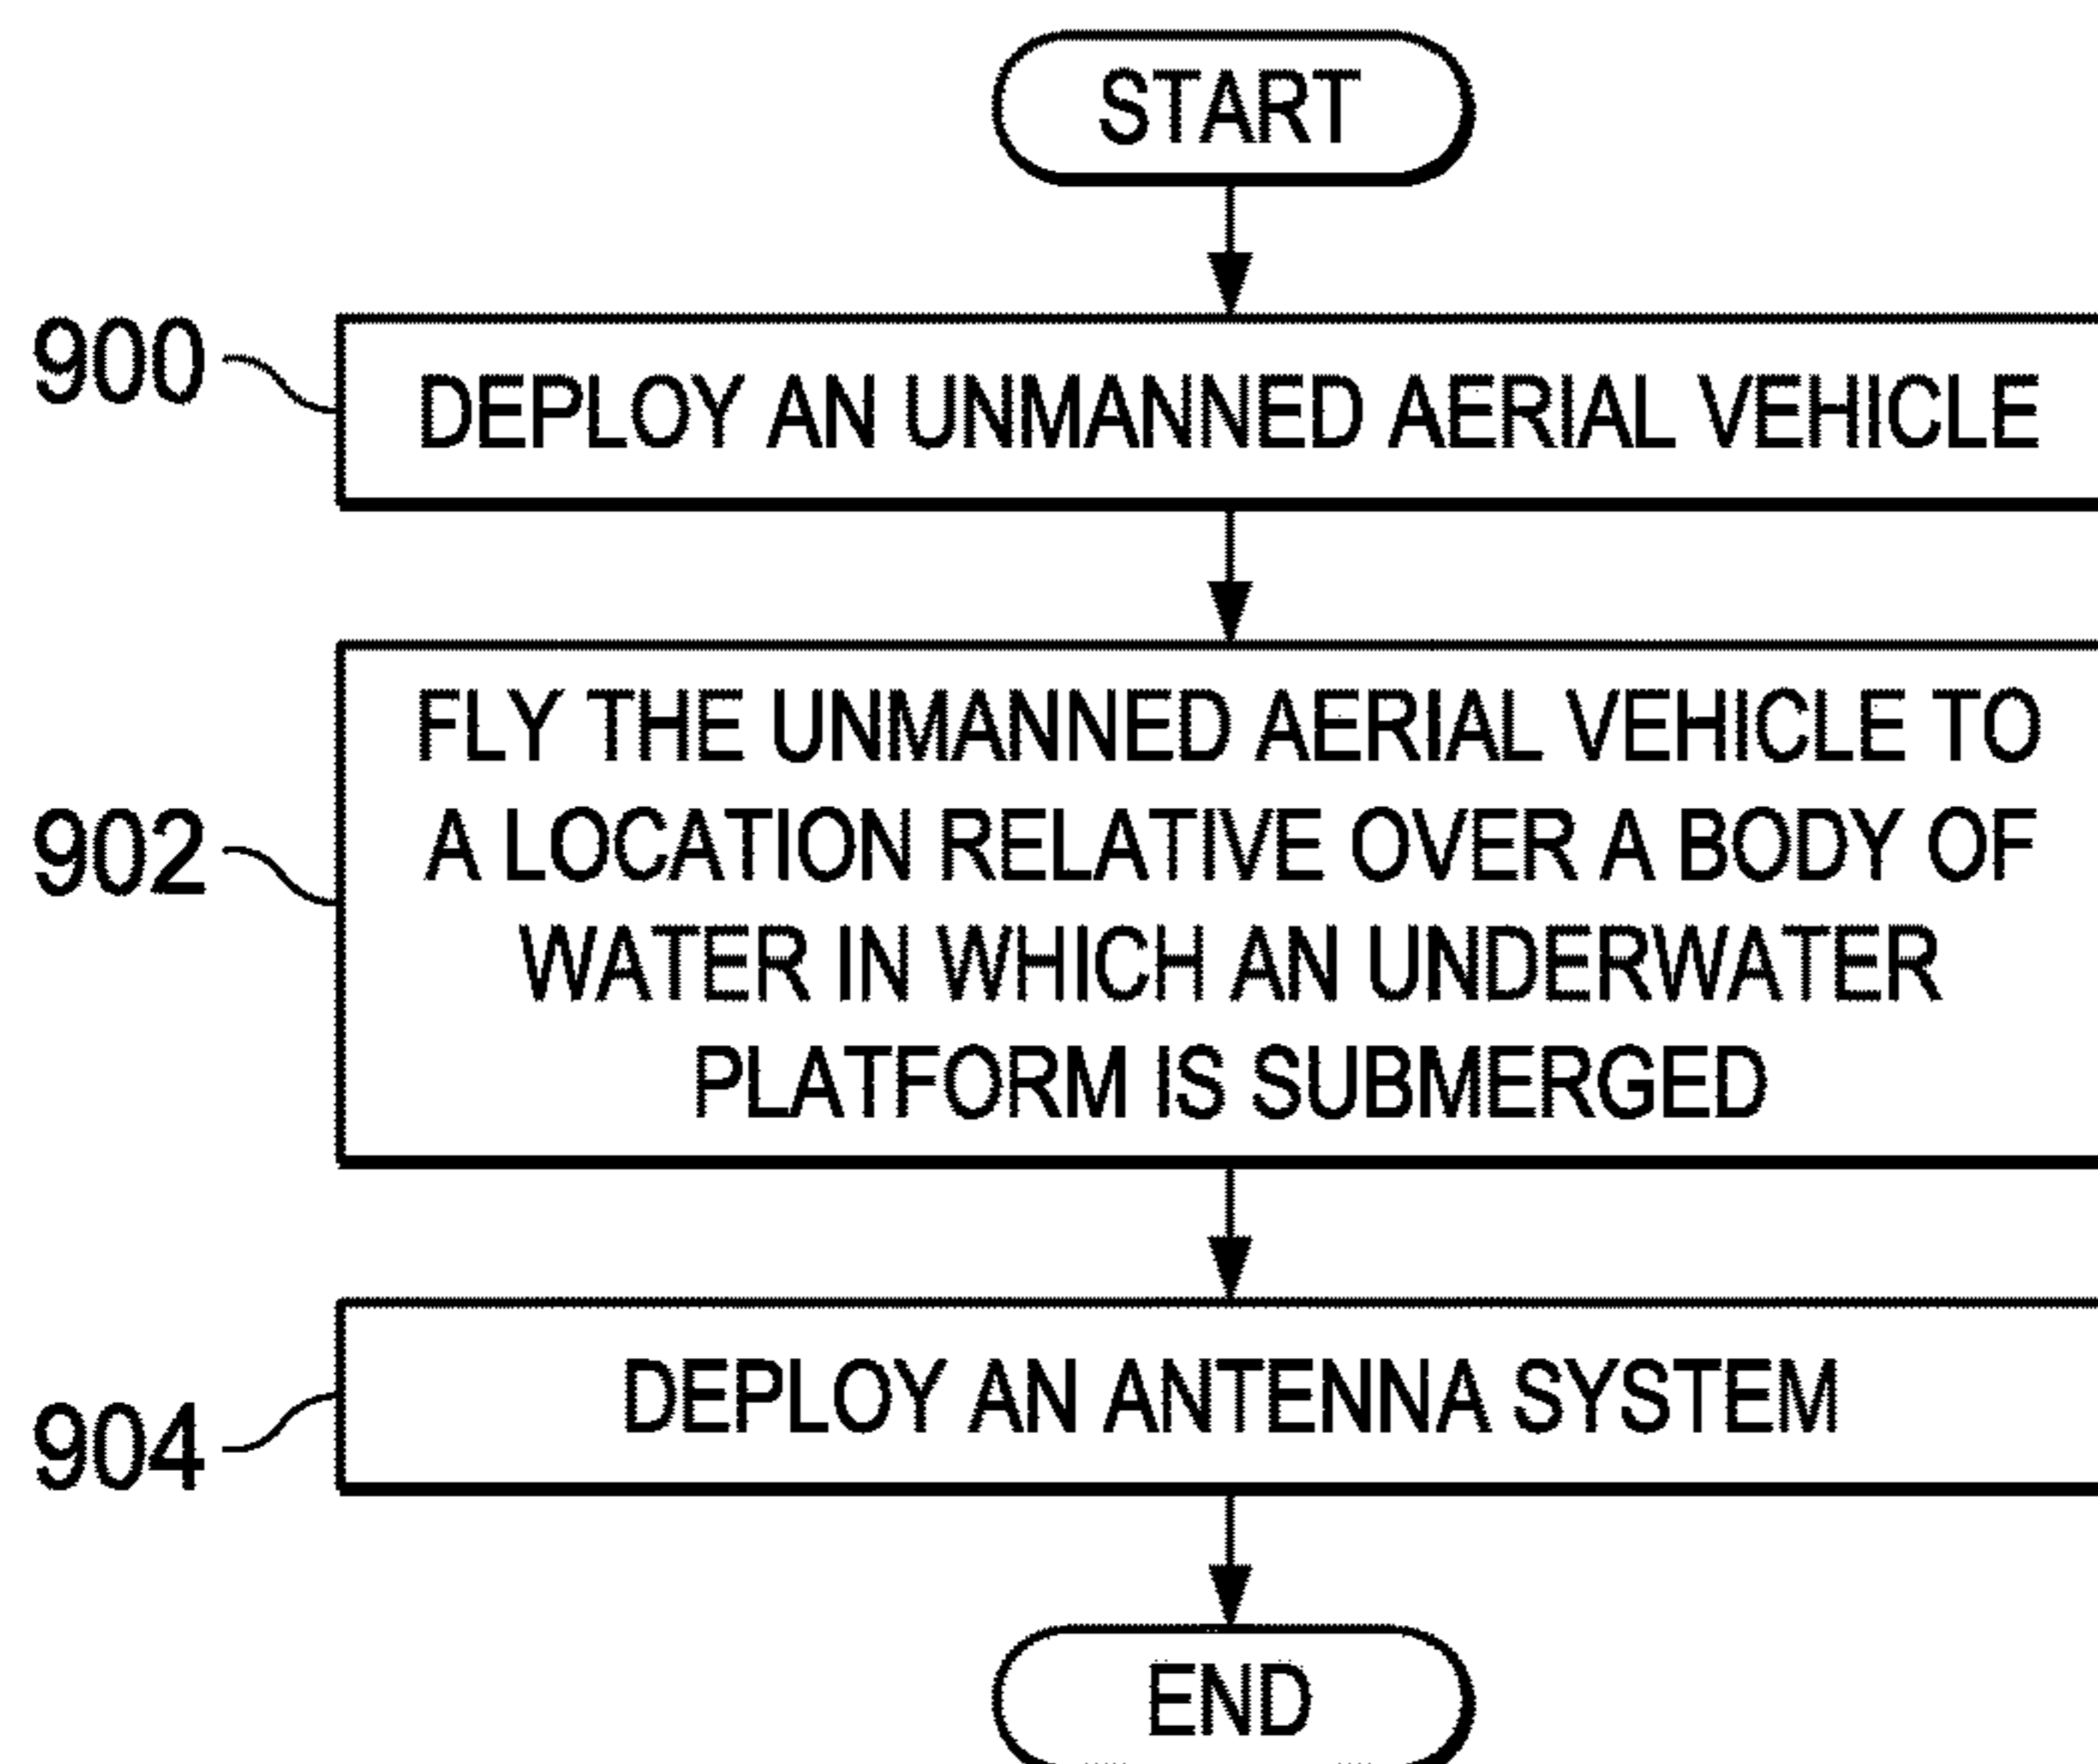 START
900
DEPLOY AN UNMANNED AERIAL VEHICLE
FLY THE UNMANNED AERIAL VEHICLE TO
A LOCATION RELATIVE OVER A BODY OF
902
WATER IN WHICH AN UNDERWATER
PLATFORM IS SUBMERGED
DEPLOY AN ANTENNA SYSTEM
904
END